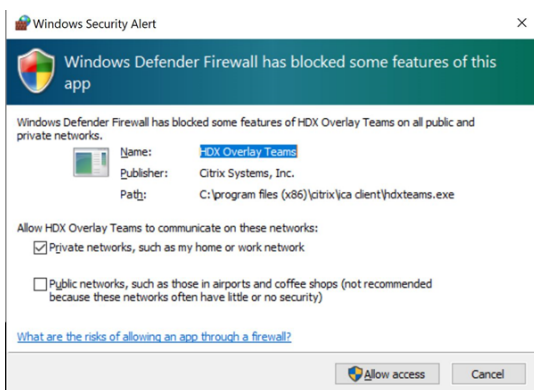 Windows Security Alert
Windows Defender Firewall has blocked some features of this
app
Windows Defender Firewall has blocked some features of HDX Overlay Teams on all public and
private networks.
Name: HDX Overlay Teams
Publisher: Citrix Systems, Inc.
Path: C:\program files (x86)\citrix\ica client\hdxteams.exe
Allow HDX Overlay Teams to communicate on these networks:
Private networks, such as my home or work network
Public networks, such as those in airports and coffee shops (not recommended
because these networks often have little or no security)
What are the risks of allowing an app through a firewall?
Allow access Cancel